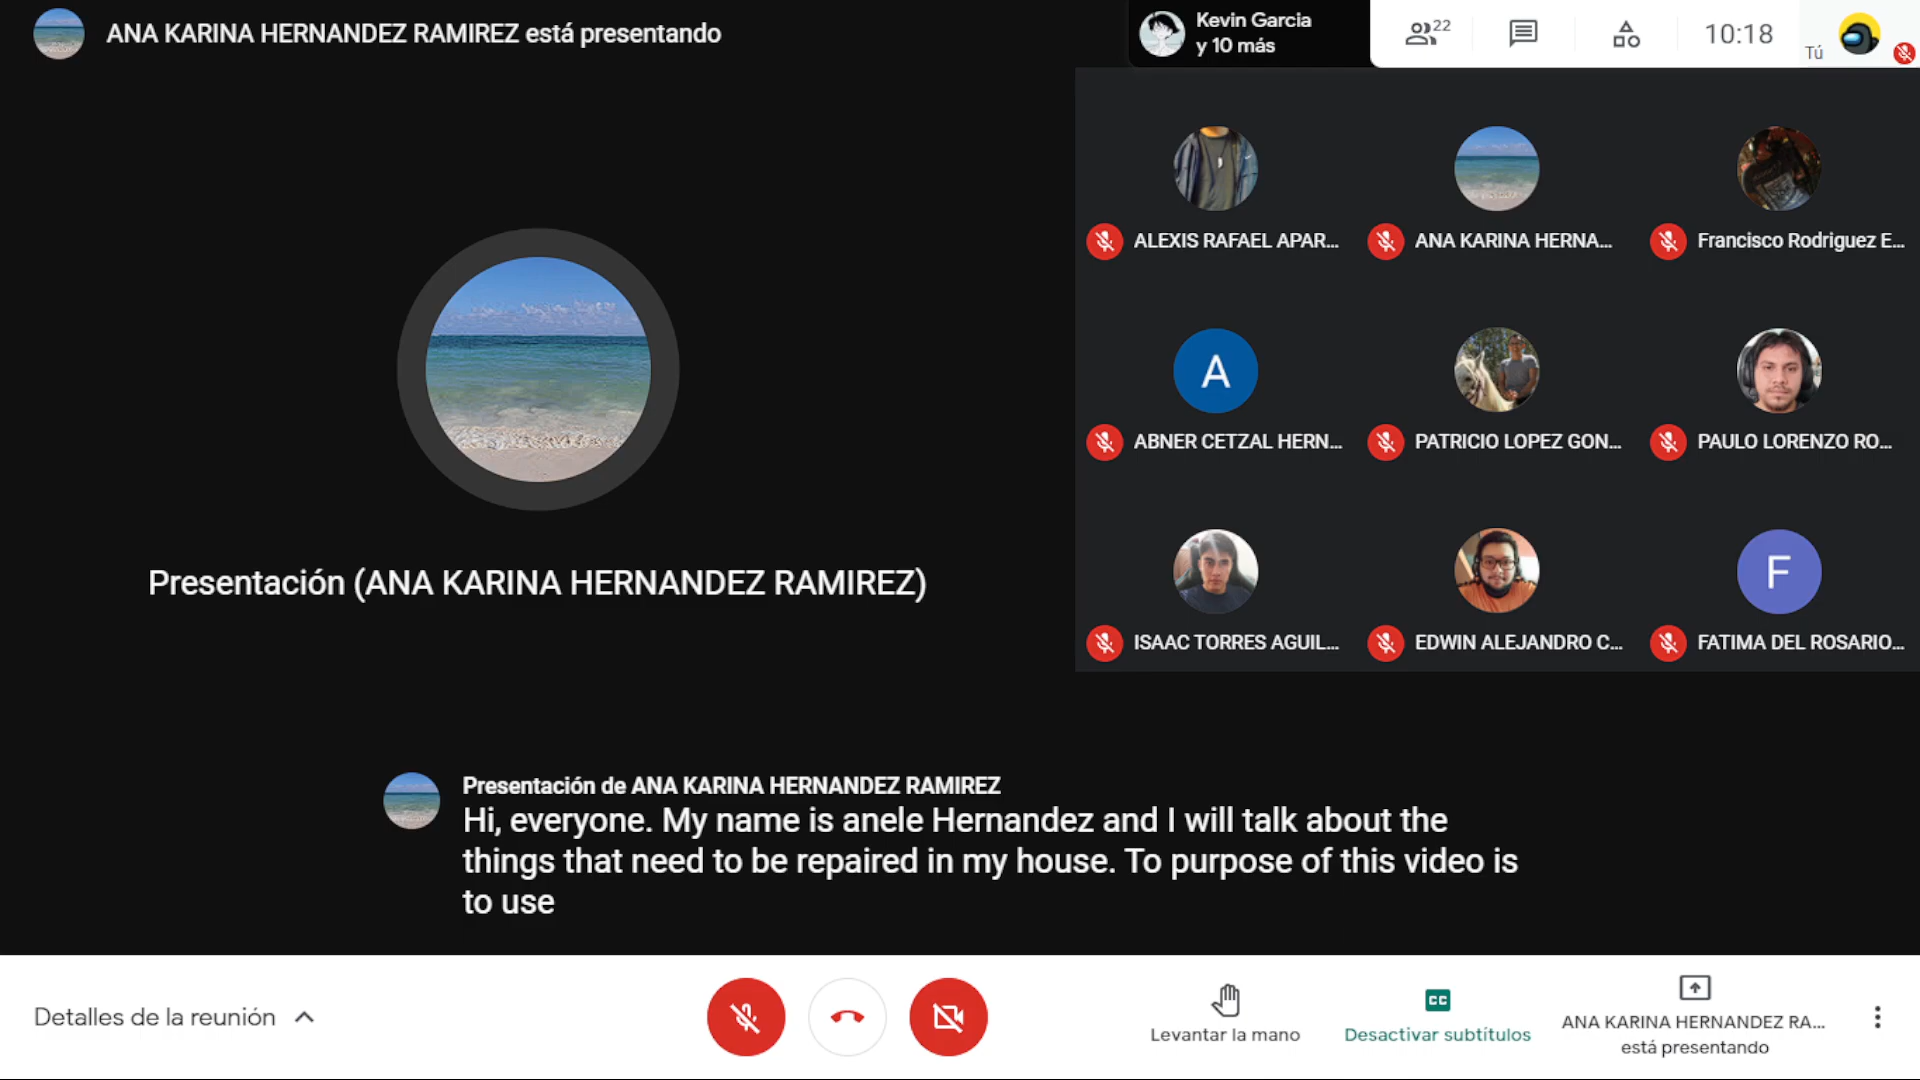 ANA KARINA HERNANDEZ RAMIREZ está presentando
Kevin Garcia
y 10 más
22
10:18
Tú
ALEXIS RAFAEL APAR...
ANA KARINA HERNA...
Francisco Rodriguez E...
A
ABNER CETZAL HERN...
PATRICIO LOPEZ GON...
PAULO LORENZO RO...
ISAAC TORRES AGUIL...
EDWIN ALEJANDRO C...
F
FATIMA DEL ROSARIO...
Presentación (ANA KARINA HERNANDEZ RAMIREZ)
Presentación de ANA KARINA HERNANDEZ RAMIREZ
Hi, everyone. My name is anele Hernandez and I will talk about the
things that need to be repaired in my house. To purpose of this video is
to use
Detalles de la reunión
Levantar la mano
CC
Desactivar subtítulos
ANA KARINA HERNANDEZ RA...
está presentando